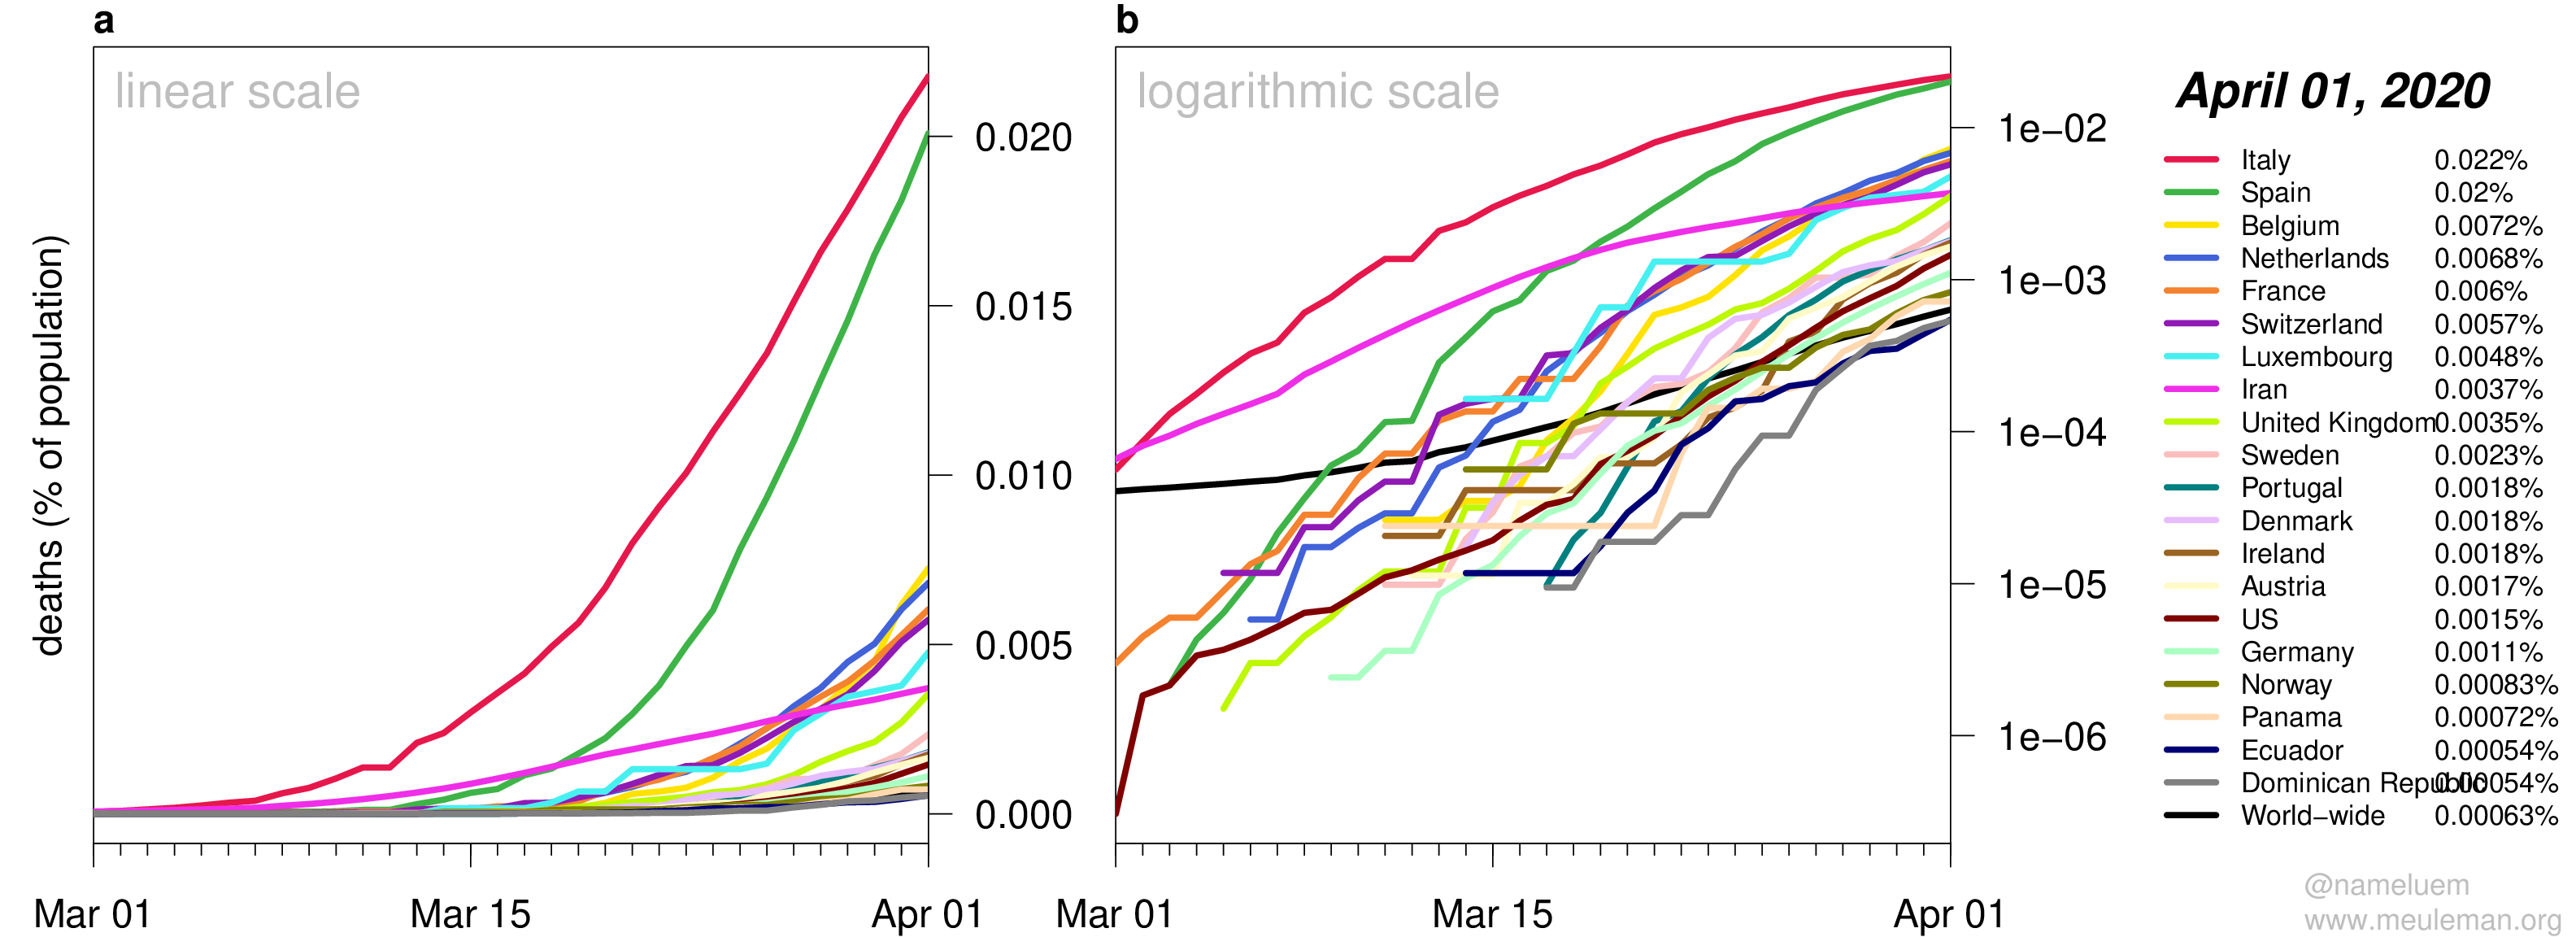 a
linear scale
deaths (% of population)
0.020
0.015
0.010
0.005
0.000
Mar 01
Mar 15
Apr 01
b
logarithmic scale
1e−02
1e−03
1e−04
1e−05
1e−06
Mar 01
Mar 15
Apr 01
April 01, 2020
Italy 0.022%
Spain 0.02%
Belgium 0.0072%
Netherlands 0.0068%
France 0.006%
Switzerland 0.0057%
Luxembourg 0.0048%
Iran 0.0037%
United Kingdom 0.0035%
Sweden 0.0023%
Portugal 0.0018%
Denmark 0.0018%
Ireland 0.0018%
Austria 0.0017%
US 0.0015%
Germany 0.0011%
Norway 0.00083%
Panama 0.00072%
Ecuador 0.00054%
Dominican Republic 0.00054%
World−wide 0.00063%
@nameluem
www.meuleman.org